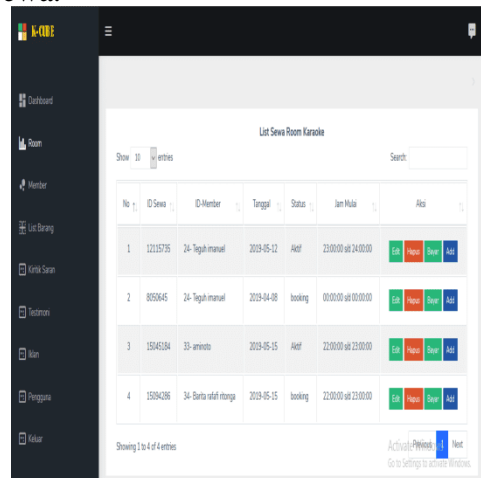 K-CUBE
Dashboard
Room
Member
List Barang
Kiritik Saran
Testimoni
Iklan
Pengguna
Keluar
List Sewa Room Karaoke
Show 10 entries
Search:
No ID Sewa ID-Member Tanggal Status Jam Mulai Aksi
1 12115735 24- Teguh imanuel 2019-05-12 Aktif 23:00:00 s/d 24:00:00 Edit Hapus Bayar Add
2 8050645 24- Teguh imanuel 2019-04-08 booking 00:00:00 s/d 00:00:00 Edit Hapus Bayar Add
3 15045184 33- aminoto 2019-05-15 Aktif 22:00:00 s/d 23:00:00 Edit Hapus Bayar Add
4 15094286 34- Barita rafafl ritonga 2019-05-15 booking 22:00:00 s/d 23:00:00 Edit Hapus Bayar Add
Showing 1 to 4 of 4 entries
Previous 1 Next
Activate Windows
Go to Settings to activate Windows.